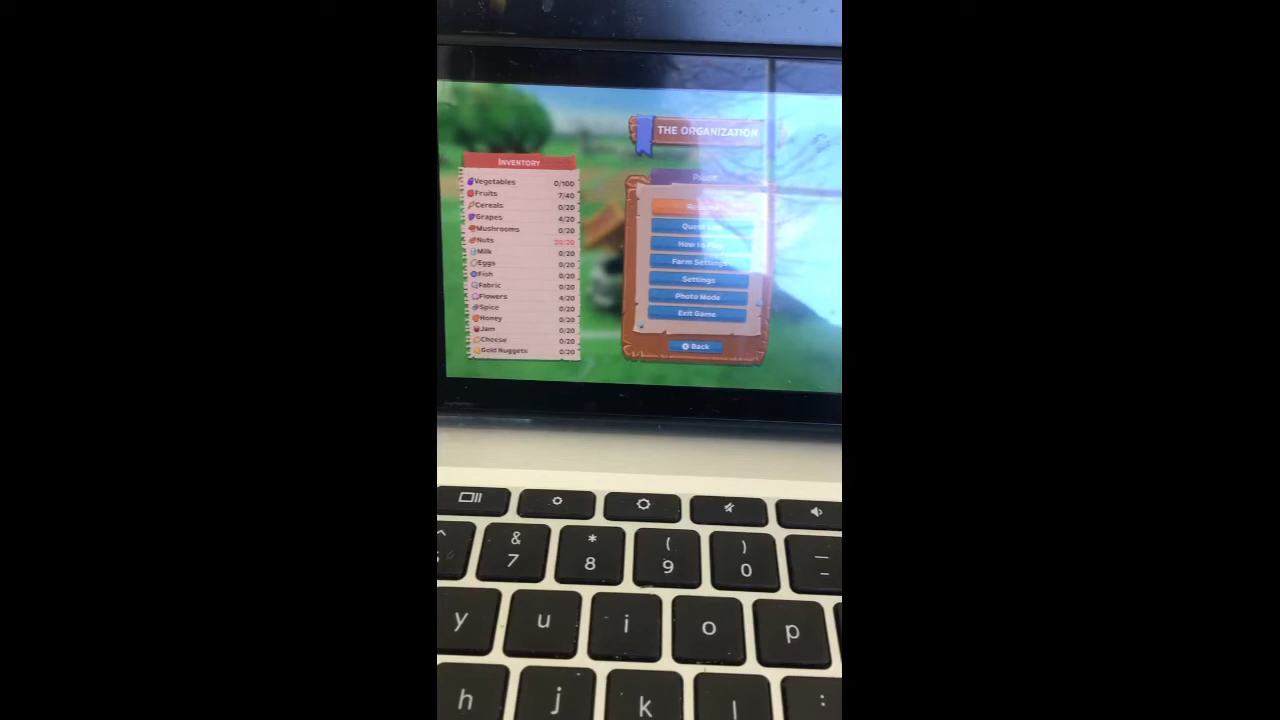 THE ORGANIZATION
INVENTORY
Vegetables 0/100
Fruits 7/40
Cereals 0/20
Grapes 4/20
Mushrooms 0/20
Nuts 20/20
Milk 0/20
Eggs 0/20
Fish 0/20
Fabric 0/20
Flowers 4/20
Spice 0/20
Honey 0/20
Jam 0/20
Cheese 0/20
Gold Nuggets 0/20
Quest
How to Play
Farm Settings
Settings
Photo Mode
Exit Game
Back
^
& 7
* 8
( 9
) 0
— -
y u i o p
h j k l :